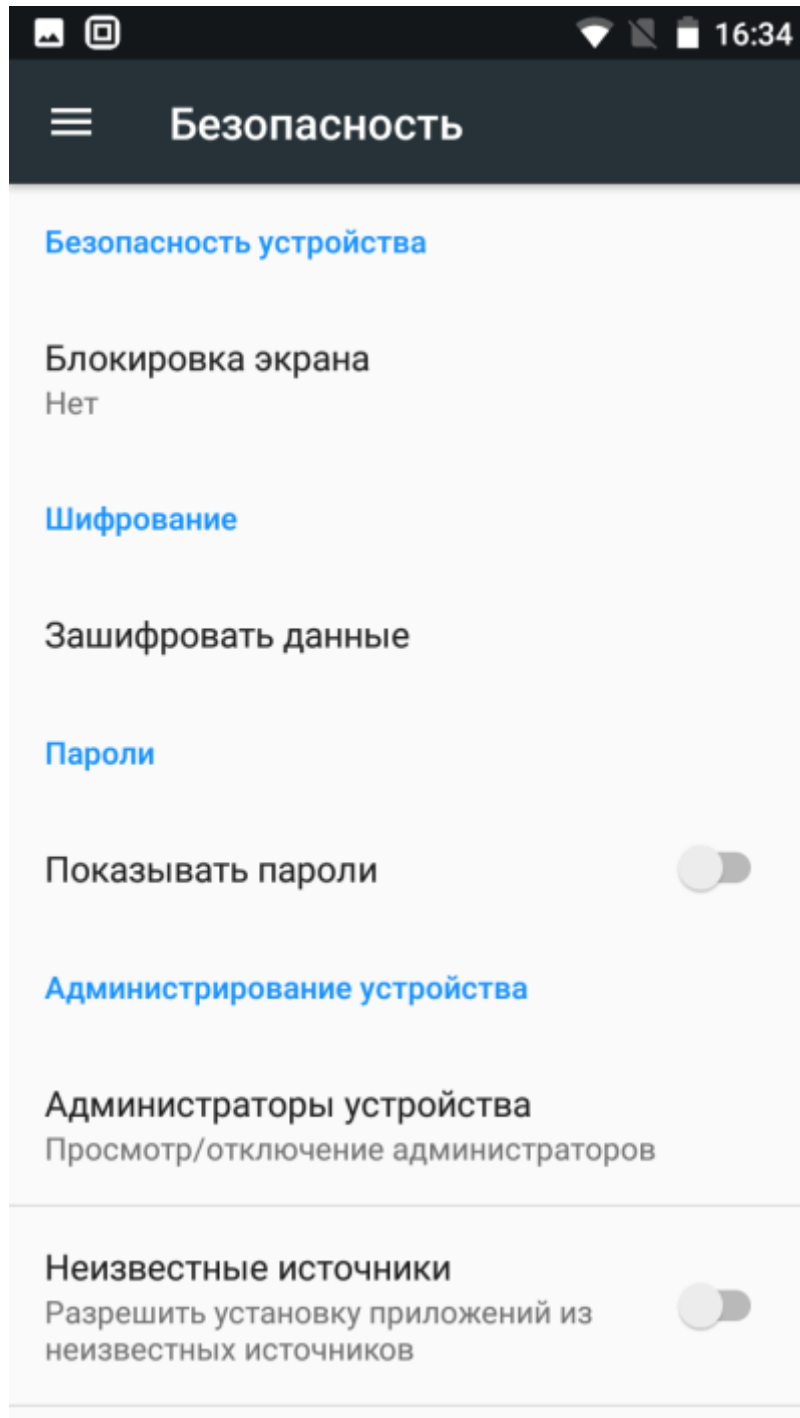 16:34
Безопасность
Безопасность устройства
Блокировка экрана
Нет
Шифрование
Зашифровать данные
Пароли
Показывать пароли
Администрирование устройства
Администраторы устройства
Просмотр/отключение администраторов
Неизвестные источники
Разрешить установку приложений из
неизвестных источников